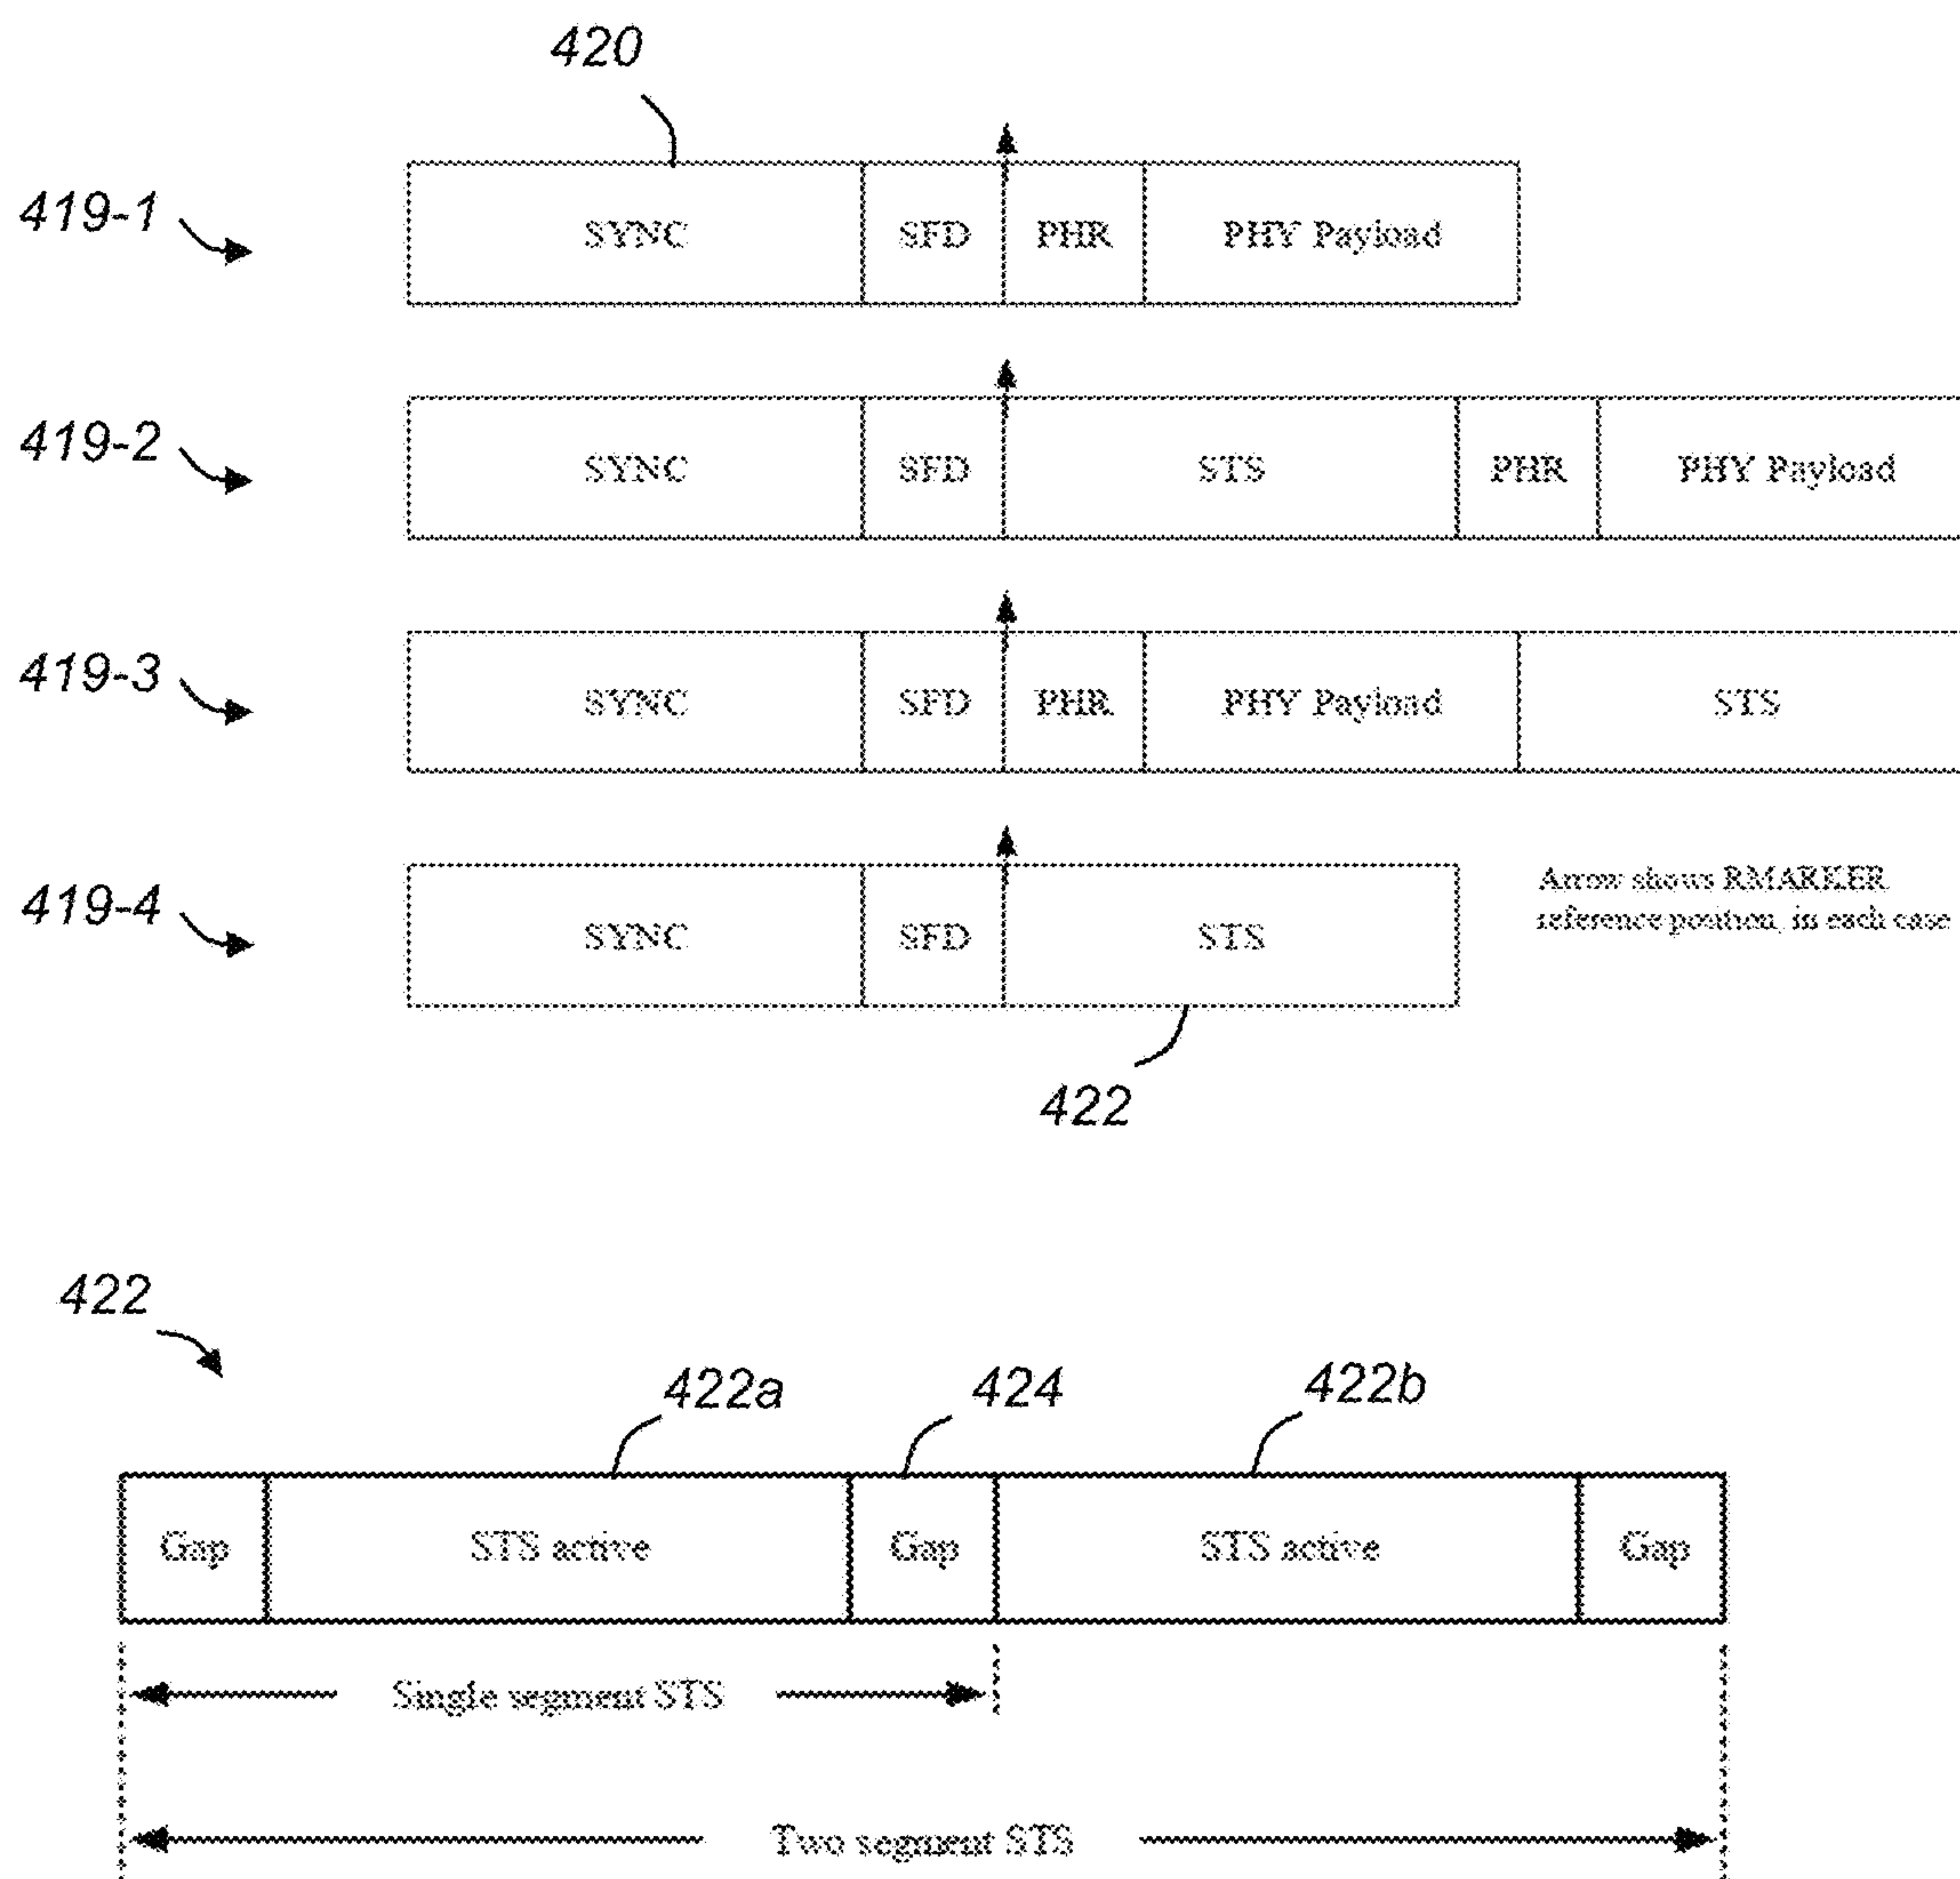 420
419-1
SYNC SFD PHR PHY Payload
419-2
SYNC SFD STS PHR PHY Payload
419-3
SYNC SFD PHR PHY Payload STS
419-4
SYNC SFD STS
Arrow shows RMARKER
reference position, in each case
422
422
422a 424 422b
Gap STS active Gap STS active Gap
Single segment STS
Two segment STS